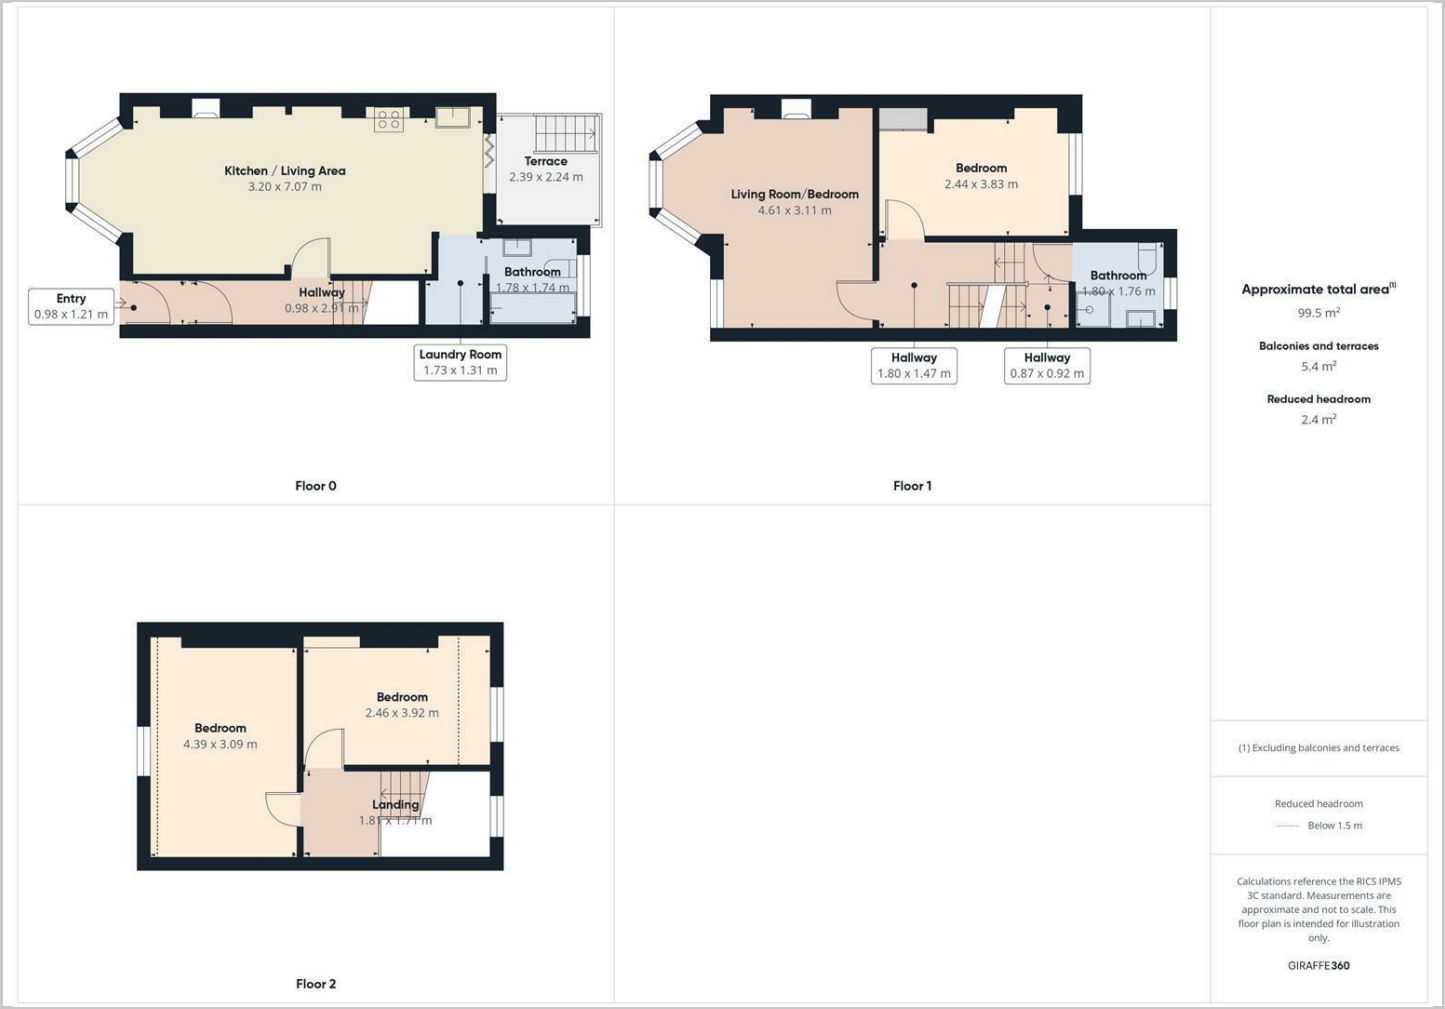 Kitchen / Living Area
3.20 x 7.07 m
Terrace
2.39 x 2.24 m
Bathroom
1.78 x 1.74 m
Entry
0.98 x 1.21 m
Hallway
0.98 x 2.91 m
Laundry Room
1.73 x 1.31 m
Floor 0
Living Room/Bedroom
4.61 x 3.11 m
Bedroom
2.44 x 3.83 m
Bathroom
1.80 x 1.76 m
Hallway
1.80 x 1.47 m
Hallway
0.87 x 0.92 m
Floor 1
Bedroom
4.39 x 3.09 m
Bedroom
2.46 x 3.92 m
Landing
1.81 x 1.71 m
Floor 2
Approximate total area(1)
99.5 m²
Balconies and terraces
5.4 m²
Reduced headroom
2.4 m²
(1) Excluding balconies and terraces
Reduced headroom
Below 1.5 m
Calculations reference the RICS IPMS
3C standard. Measurements are
approximate and not to scale. This
floor plan is intended for illustration
only.
GIRAFFE360